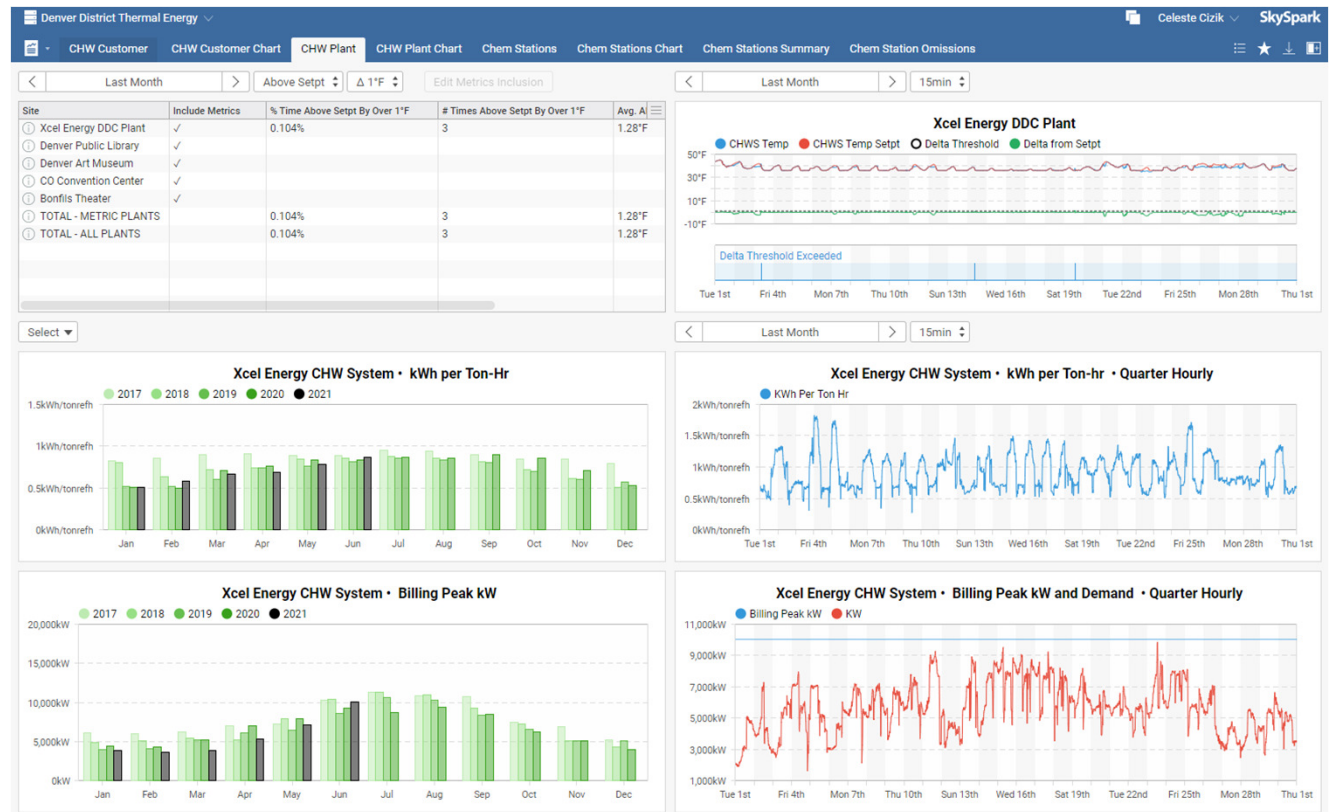 Denver District Thermal Energy
Celeste Cizik SkySpark
CHW Customer CHW Customer Chart CHW Plant CHW Plant Chart Chem Stations Chem Stations Chart Chem Stations Summary Chem Station Omissions
Last Month Above Setpt Δ 1°F Edit Metrics Inclusion
Site Include Metrics % Time Above Setpt By Over 1°F # Times Above Setpt By Over 1°F Avg.
Xcel Energy DDC Plant ✓ 0.104% 3 1.28°F
Denver Public Library ✓
Denver Art Museum ✓
CO Convention Center ✓
Bonfils Theater ✓
TOTAL - METRIC PLANTS 0.104% 3 1.28°F
TOTAL - ALL PLANTS 0.104% 3 1.28°F
Last Month 15min
Xcel Energy DDC Plant
CHWS Temp CHWS Temp Setpt Delta Threshold Delta from Setpt
50°F
30°F
10°F
-10°F
Delta Threshold Exceeded
Tue 1st Fri 4th Mon 7th Thu 10th Sun 13th Wed 16th Sat 19th Tue 22nd Fri 25th Mon 28th Thu 1st
Select
Xcel Energy CHW System • kWh per Ton-Hr
2017 2018 2019 2020 2021
1.5kWh/tonrefh
1kWh/tonrefh
0.5kWh/tonrefh
0kWh/tonrefh
Jan Feb Mar Apr May Jun Jul Aug Sep Oct Nov Dec
Last Month 15min
Xcel Energy CHW System • kWh per Ton-hr • Quarter Hourly
KWh Per Ton Hr
2kWh/tonrefh
1.5kWh/tonrefh
1kWh/tonrefh
0.5kWh/tonrefh
0kWh/tonrefh
Tue 1st Fri 4th Mon 7th Thu 10th Sun 13th Wed 16th Sat 19th Tue 22nd Fri 25th Mon 28th Thu 1st
Xcel Energy CHW System • Billing Peak kW
2017 2018 2019 2020 2021
20,000kW
15,000kW
10,000kW
5,000kW
0kW
Jan Feb Mar Apr May Jun Jul Aug Sep Oct Nov Dec
Xcel Energy CHW System • Billing Peak kW and Demand • Quarter Hourly
Billing Peak kW KW
11,000kW
9,000kW
7,000kW
5,000kW
3,000kW
1,000kW
Tue 1st Fri 4th Mon 7th Thu 10th Sun 13th Wed 16th Sat 19th Tue 22nd Fri 25th Mon 28th Thu 1st